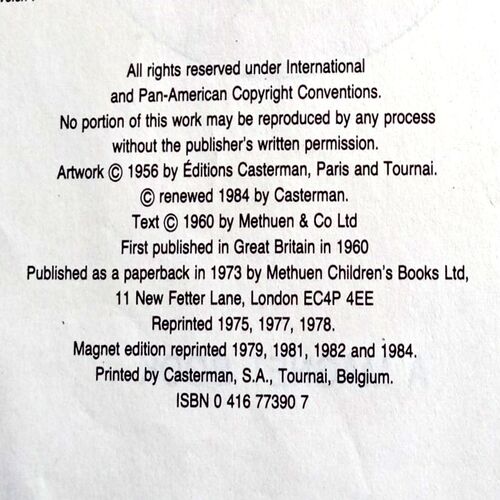 All rights reserved under International
and Pan-American Copyright Conventions.
No portion of this work may be reproduced by any process
without the publisher's written permission.
Artwork © 1956 by Éditions Casterman, Paris and Tournai.
© renewed 1984 by Casterman.
Text © 1960 by Methuen & Co Ltd
First published in Great Britain in 1960
Published as a paperback in 1973 by Methuen Children's Books Ltd,
11 New Fetter Lane, London EC4P 4EE
Reprinted 1975, 1977, 1978.
Magnet edition reprinted 1979, 1981, 1982 and 1984.
Printed by Casterman, S.A., Tournai, Belgium.
ISBN 0 416 77390 7